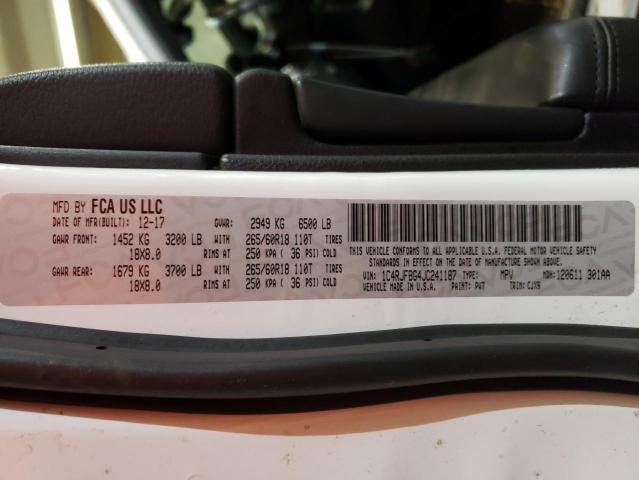 MFD BY FCA US LLC
DATE OF MFR(BUILT): 12-17 GVWR: 2949 KG 6500 LB
GAWR FRONT: 1452 KG 3200 LB WITH 265/60R18 110T TIRES
18X8.0 RIMS AT 250 KPA ( 36 PSI) COLD
GAWR REAR: 1679 KG 3700 LB WITH 265/60R18 110T TIRES
18X8.0 RIMS AT 250 KPA ( 36 PSI) COLD
THIS VEHICLE CONFORMS TO ALL APPLICABLE U.S.A. FEDERAL MOTOR VEHICLE SAFETY
STANDARDS IN EFFECT ON THE DATE OF MANUFACTURE SHOWN ABOVE.
VIN: 1C4RJFBG4JC241187 TYPE: MPV MDH: 120611 301AA
VEHICLE MADE IN U.S.A. PAINT: PW7 TRIM: CJX9